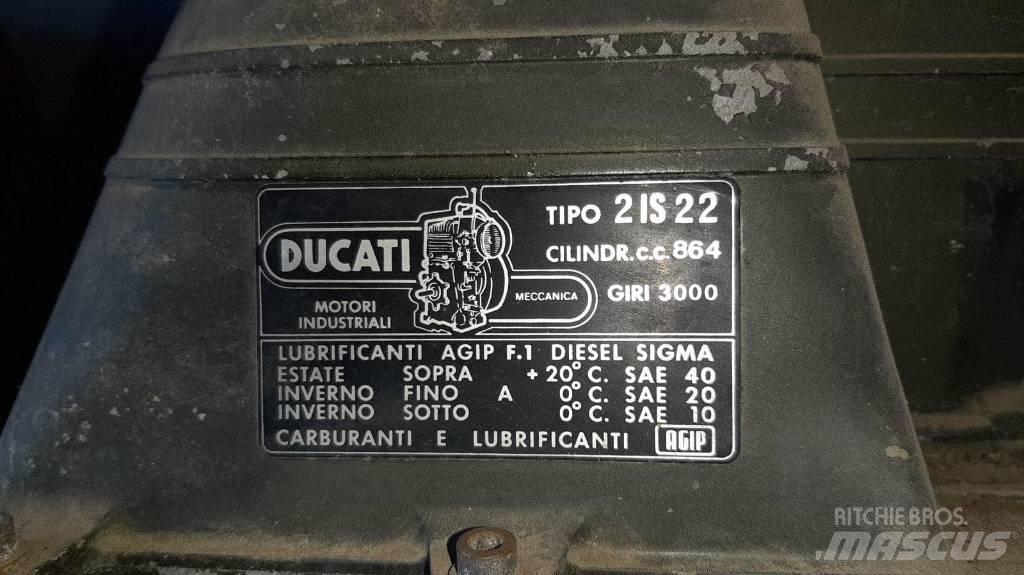 TIPO 2IS22
DUCATI
CILINDR.c.c.864
MECCANICA
GIRI 3000
MOTORI
INDUSTRIALI
LUBRIFICANTI AGIP F.1 DIESEL SIGMA
ESTATE SOPRA +20° C. SAE 40
INVERNO FINO A 0° C. SAE 20
INVERNO SOTTO 0° C. SAE 10
CARBURANTI E LUBRIFICANTI AGIP
RITCHIE BROS.
MASCUS